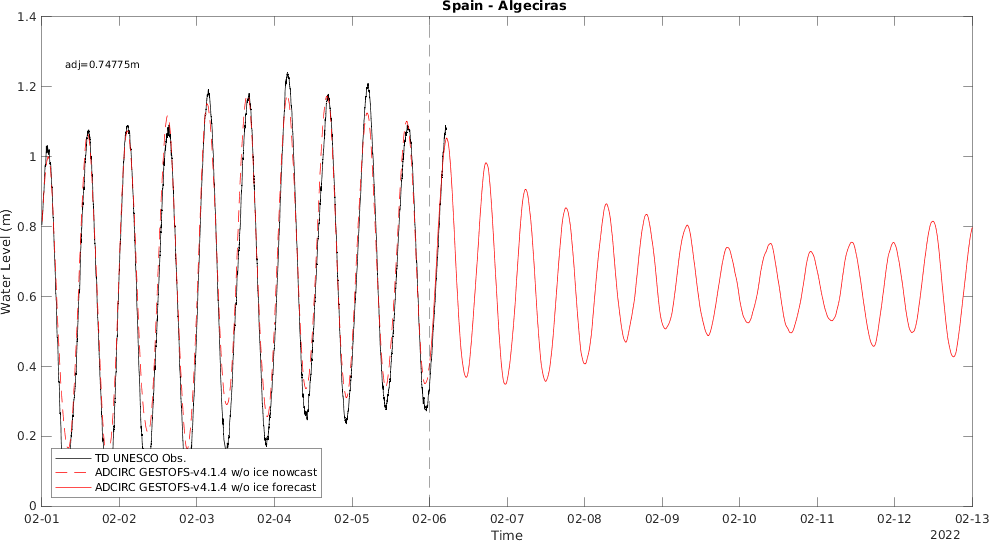 Spain - Algeciras
1.4
1.2
1
0.8
0.6
0.4
0.2
0
Water Level (m)
adj=0.74775m
TD UNESCO Obs.
ADCIRC GESTOFS-v4.1.4 w/o ice nowcast
ADCIRC GESTOFS-v4.1.4 w/o ice forecast
02-01 02-02 02-03 02-04 02-05 02-06 02-07 02-08 02-09 02-10 02-11 02-12 02-13
Time
2022